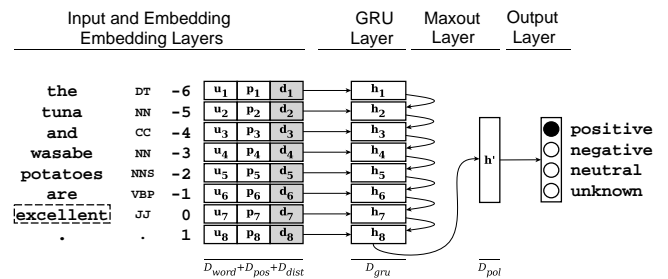 Input and Embedding GRU Maxout Output
Embedding Layers Layer Layer Layer
the DT -6 u1 p1 d1 h1
tuna NN -5 u2 p2 d2 h2
and CC -4 u3 p3 d3 h3 positive
wasabe NN -3 u4 p4 d4 h4 negative
potatoes NNS -2 u5 p5 d5 h5 h' neutral
are VBP -1 u6 p6 d6 h6 unknown
excellent JJ 0 u7 p7 d7 h7
. . 1 u8 p8 d8 h8
Dword+Dpos+Ddist Dgru Dpol